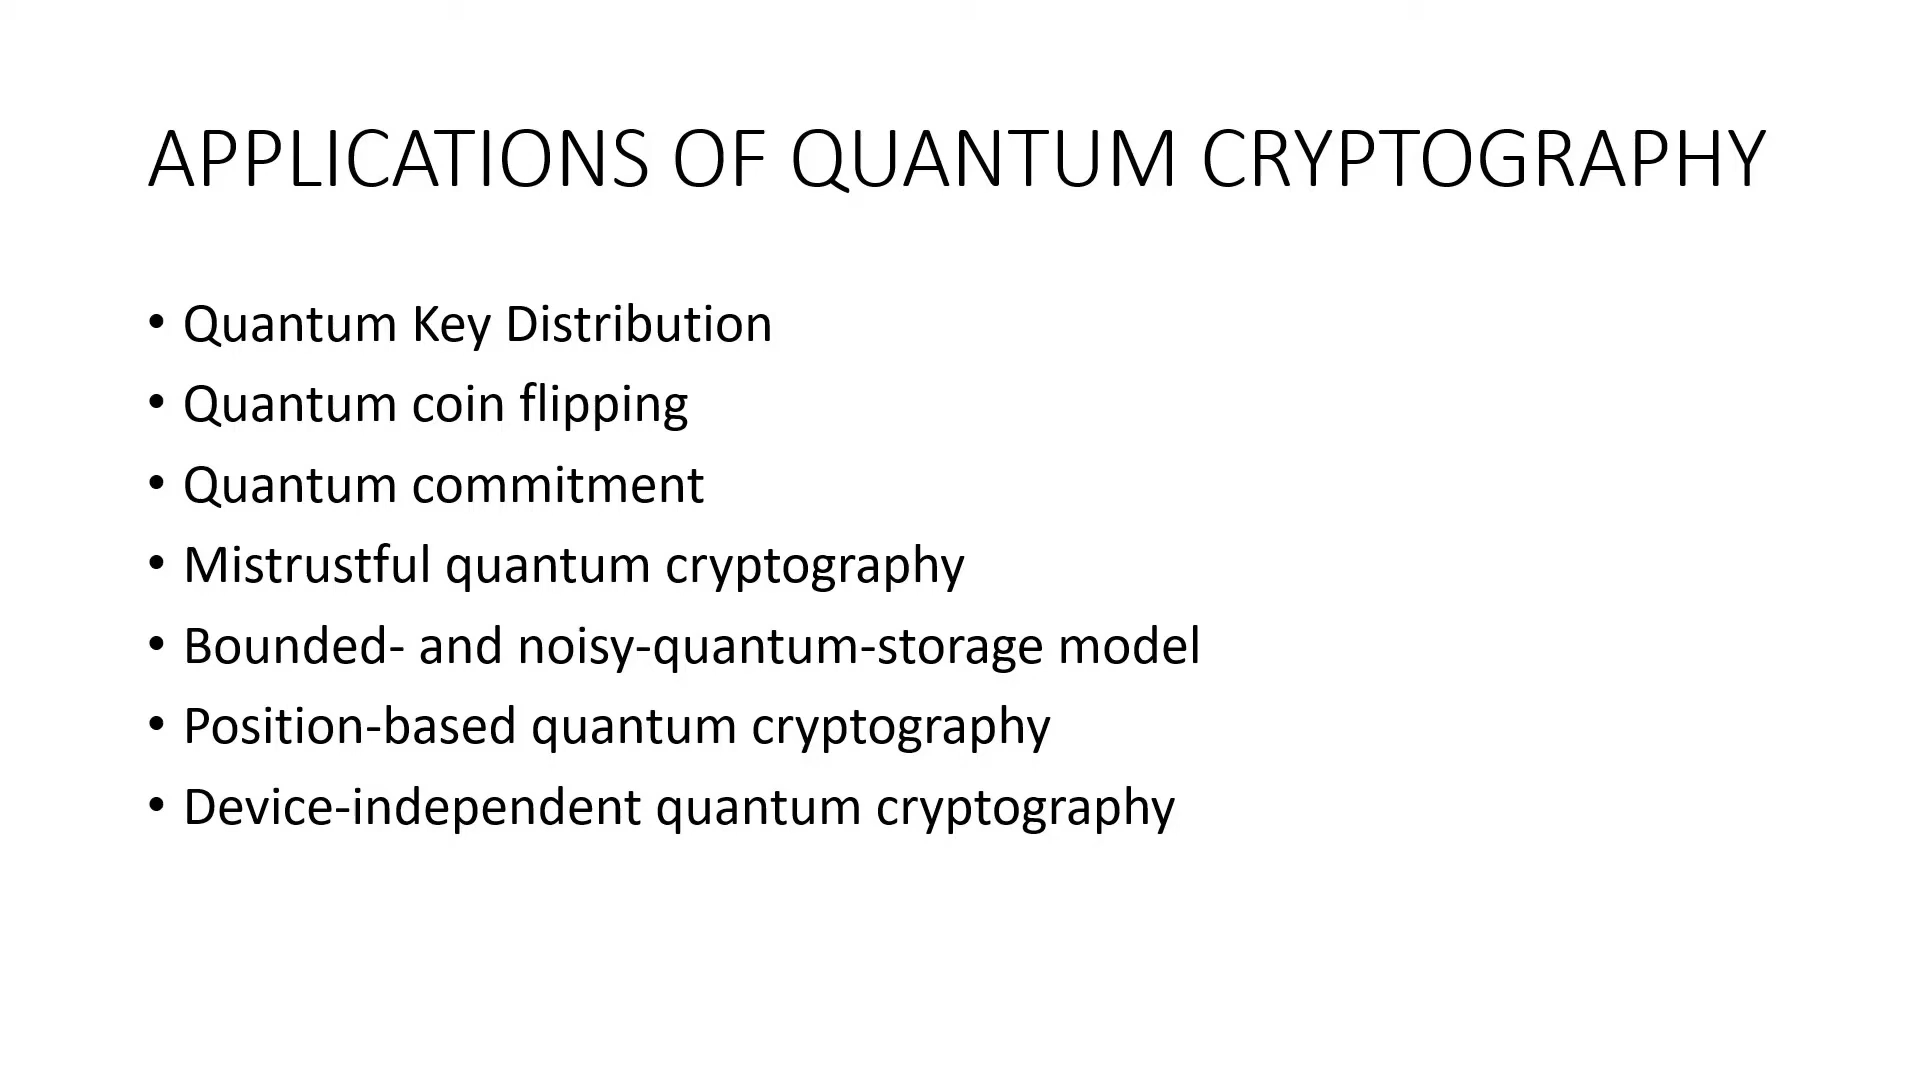 APPLICATIONS OF QUANTUM CRYPTOGRAPHY
• Quantum Key Distribution
• Quantum coin flipping
• Quantum commitment
• Mistrustful quantum cryptography
• Bounded- and noisy-quantum-storage model
• Position-based quantum cryptography
• Device-independent quantum cryptography